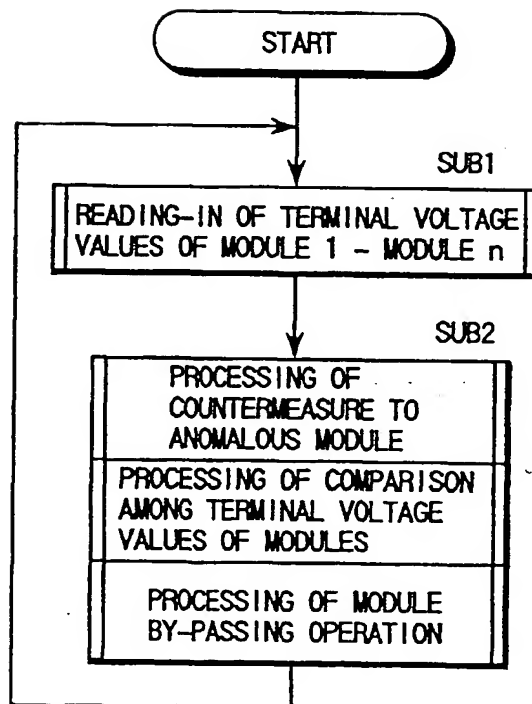 START
SUB1
READING-IN OF TERMINAL VOLTAGE
VALUES OF MODULE 1 - MODULE n
SUB2
PROCESSING OF
COUNTERMEASURE TO
ANOMALOUS MODULE
PROCESSING OF COMPARISON
AMONG TERMINAL VOLTAGE
VALUES OF MODULES
PROCESSING OF MODULE
BY-PASSING OPERATION